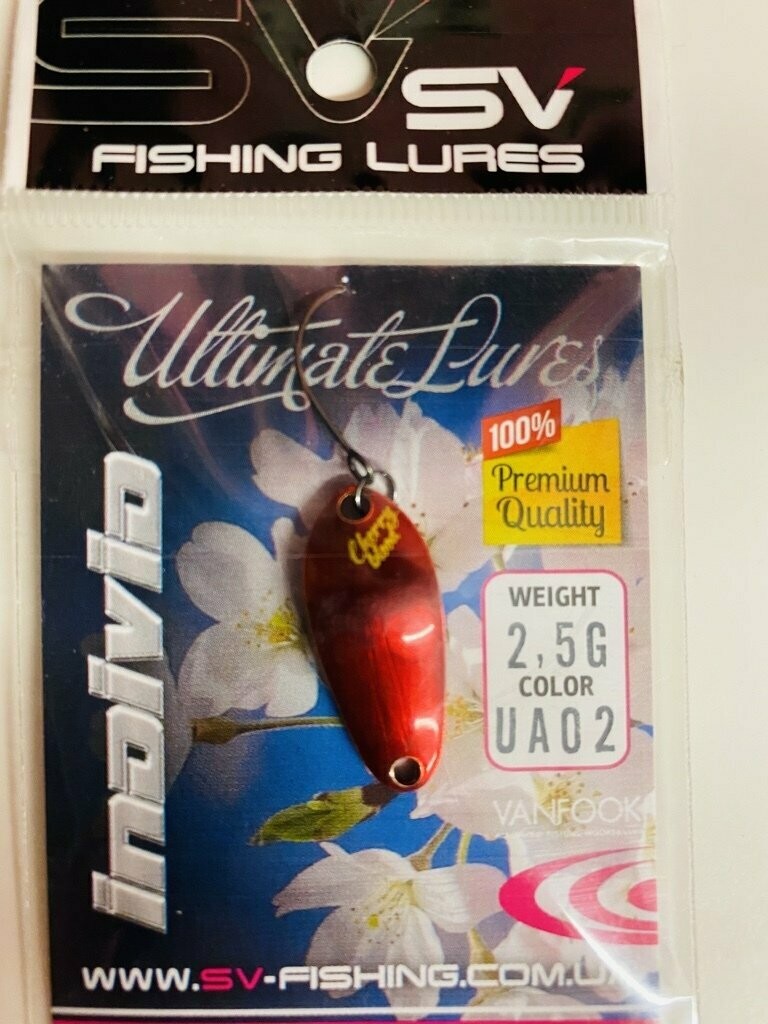 SV
SV
FISHING LURES
Ultimate Lures
100%
Premium
Quality
INDIVID
WEIGHT
2,5G
COLOR
UA02
VANFOOK
WWW.SV-FISHING.COM.UA